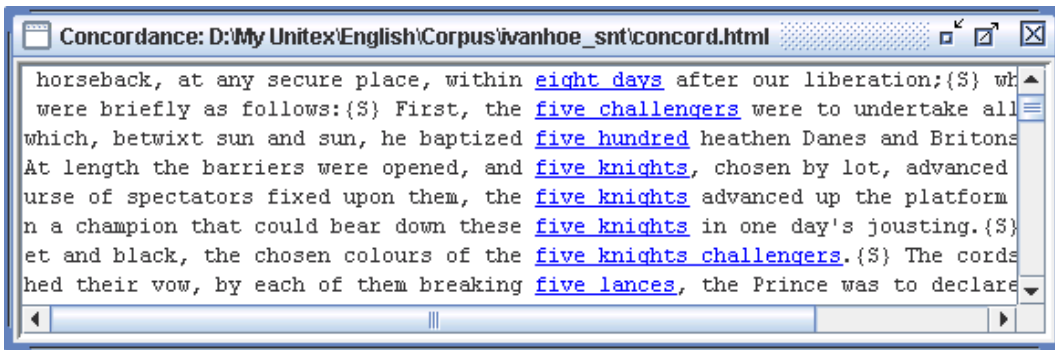 Concordance: D:\My Unitex\English\Corpus\ivanhoe_snt\concord.html
horseback, at any secure place, within eight days after our liberation;{S} wh
were briefly as follows:{S} First, the five challengers were to undertake all
which, betwixt sun and sun, he baptized five hundred heathen Danes and Britons
At length the barriers were opened, and five knights, chosen by lot, advanced
urse of spectators fixed upon them, the five knights advanced up the platform
n a champion that could bear down these five knights in one day's jousting.{S}
et and black, the chosen colours of the five knights challengers.{S} The cords
hed their vow, by each of them breaking five lances, the Prince was to declare